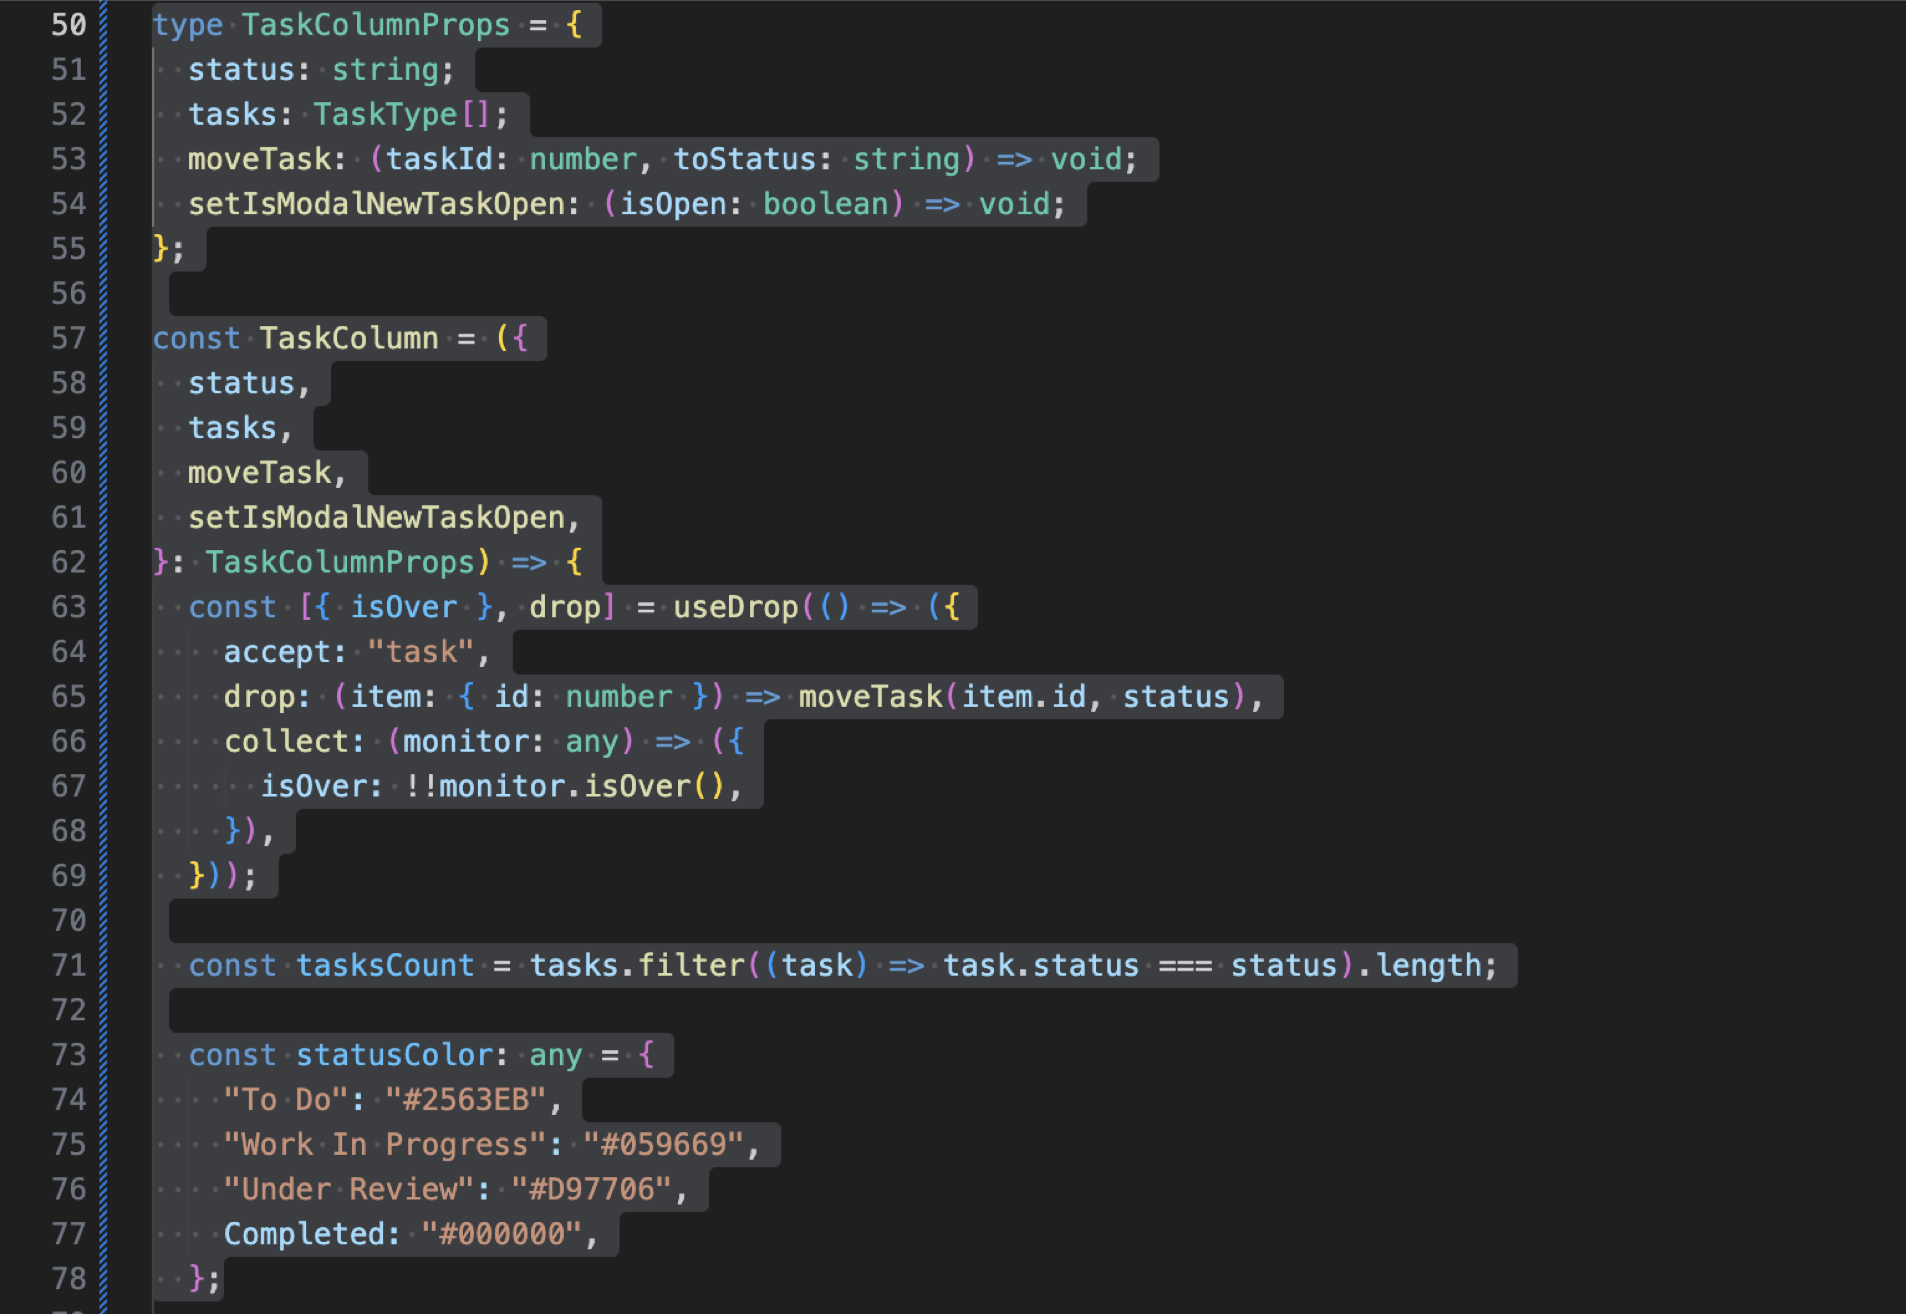 50 type TaskColumnProps = {
51   status: string;
52   tasks: TaskType[];
53   moveTask: (taskId: number, toStatus: string) => void;
54   setIsModalNewTaskOpen: (isOpen: boolean) => void;
55 };
56
57 const TaskColumn = ({
58   status,
59   tasks,
60   moveTask,
61   setIsModalNewTaskOpen,
62 }: TaskColumnProps) => {
63   const [{ isOver }, drop] = useDrop(() => ({
64     accept: "task",
65     drop: (item: { id: number }) => moveTask(item.id, status),
66     collect: (monitor: any) => ({
67       isOver: !!monitor.isOver(),
68     }),
69   }));
70
71   const tasksCount = tasks.filter((task) => task.status === status).length;
72
73   const statusColor: any = {
74     "To Do": "#2563EB",
75     "Work In Progress": "#059669",
76     "Under Review": "#D97706",
77     Completed: "#000000",
78   };